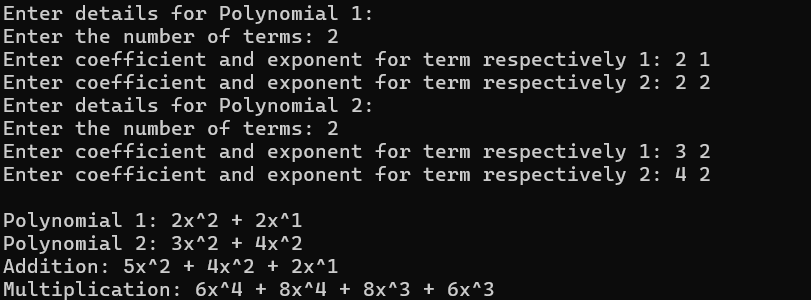 Enter details for Polynomial 1:
Enter the number of terms: 2
Enter coefficient and exponent for term respectively 1: 2 1
Enter coefficient and exponent for term respectively 2: 2 2
Enter details for Polynomial 2:
Enter the number of terms: 2
Enter coefficient and exponent for term respectively 1: 3 2
Enter coefficient and exponent for term respectively 2: 4 2
Polynomial 1: 2x^2 + 2x^1
Polynomial 2: 3x^2 + 4x^2
Addition: 5x^2 + 4x^2 + 2x^1
Multiplication: 6x^4 + 8x^4 + 8x^3 + 6x^3